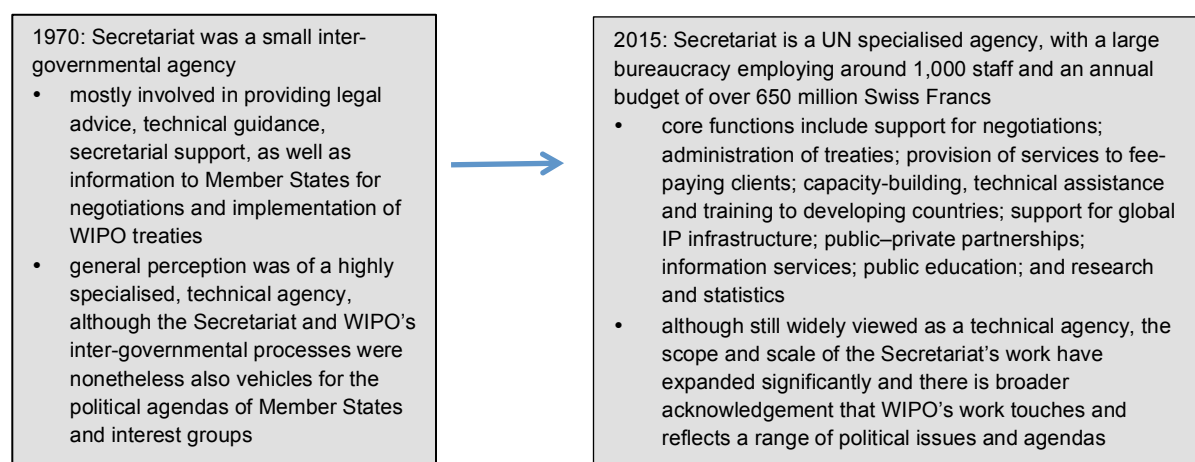 1970: Secretariat was a small inter-
governmental agency
• mostly involved in providing legal
advice, technical guidance,
secretarial support, as well as
information to Member States for
negotiations and implementation of
WIPO treaties
• general perception was of a highly
specialised, technical agency,
although the Secretariat and WIPO’s
inter-governmental processes were
nonetheless also vehicles for the
political agendas of Member States
and interest groups
2015: Secretariat is a UN specialised agency, with a large
bureaucracy employing around 1,000 staff and an annual
budget of over 650 million Swiss Francs
• core functions include support for negotiations;
administration of treaties; provision of services to fee-
paying clients; capacity-building, technical assistance
and training to developing countries; support for global
IP infrastructure; public–private partnerships;
information services; public education; and research
and statistics
• although still widely viewed as a technical agency, the
scope and scale of the Secretariat’s work have
expanded significantly and there is broader
acknowledgement that WIPO’s work touches and
reflects a range of political issues and agendas